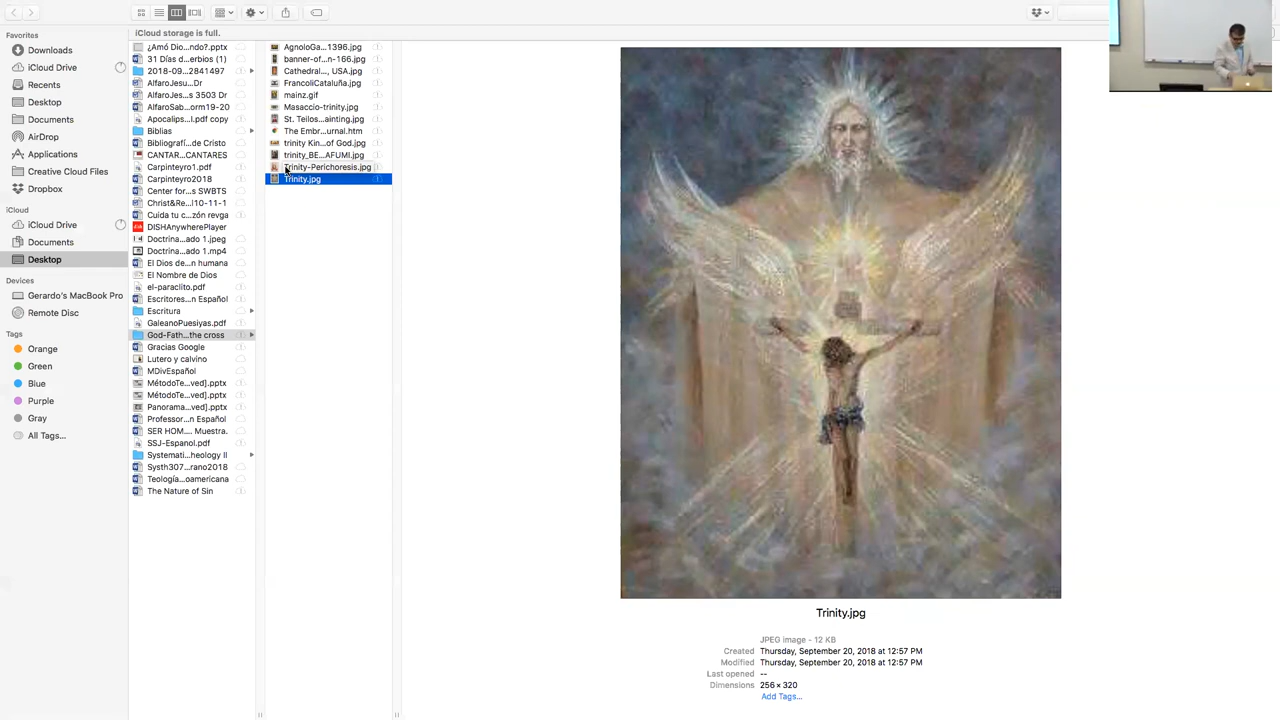 iCloud storage is full.
Favorites
Downloads
iCloud Drive
Recents
Desktop
Documents
AirDrop
Applications
Creative Cloud Files
Dropbox
iCloud
iCloud Drive
Documents
Desktop
Devices
Gerardo's MacBook Pro
Remote Disc
Tags
Orange
Green
Blue
Purple
Gray
All Tags...
¿Amó Dio...ndo?.pptx
31 Días d...erbios (1)
2018-09...2841497
AlfaroJesu...Dr
AlfaroJes...s 3503 Dr
AlfaroSab...orm19-20
Apocalips...l.pdf copy
Biblias
Bibliografí...de Cristo
CANTAR...CANTARES
Carpinteyro1.pdf
Carpinteyro2018
Center for...s SWBTS
Christ&Re...l10-11-1
Cuida tu c...zón revga
DISHAnywherePlayer
Doctrina...ado 1.jpeg
Doctrina...ado 1.mp4
El Dios de...n humana
El Nombre de Dios
el-paraclito.pdf
Escritores...n Español
Escritura
GaleanoPuesiyas.pdf
God-Fath...the cross
Gracias Google
Lutero y calvino
MDivEspañol
MétodoTe...ved].pptx
MétodoTe...ved].pptx
Panorama...ved].pptx
Professor...n Español
SER HOM.... Muestra.
SSJ-Espanol.pdf
Systemati...heology II
Systh307...rano2018
Teología...oamericana
The Nature of Sin
AgnoloGa...1396.jpg
banner-of...n-166.jpg
Cathedral..., USA.jpg
FrancoliCataluña.jpg
mainz.gif
Masaccio-trinity.jpg
St. Teilos...ainting.jpg
The Embr...urnal.htm
trinity Kin...of God.jpg
trinity_BE...AFUMI.jpg
Trinity-Perichoresis.jpg
Trinity.jpg
Trinity.jpg
JPEG image - 12 KB
Created Thursday, September 20, 2018 at 12:57 PM
Modified Thursday, September 20, 2018 at 12:57 PM
Last opened --
Dimensions 256 × 320
Add Tags...